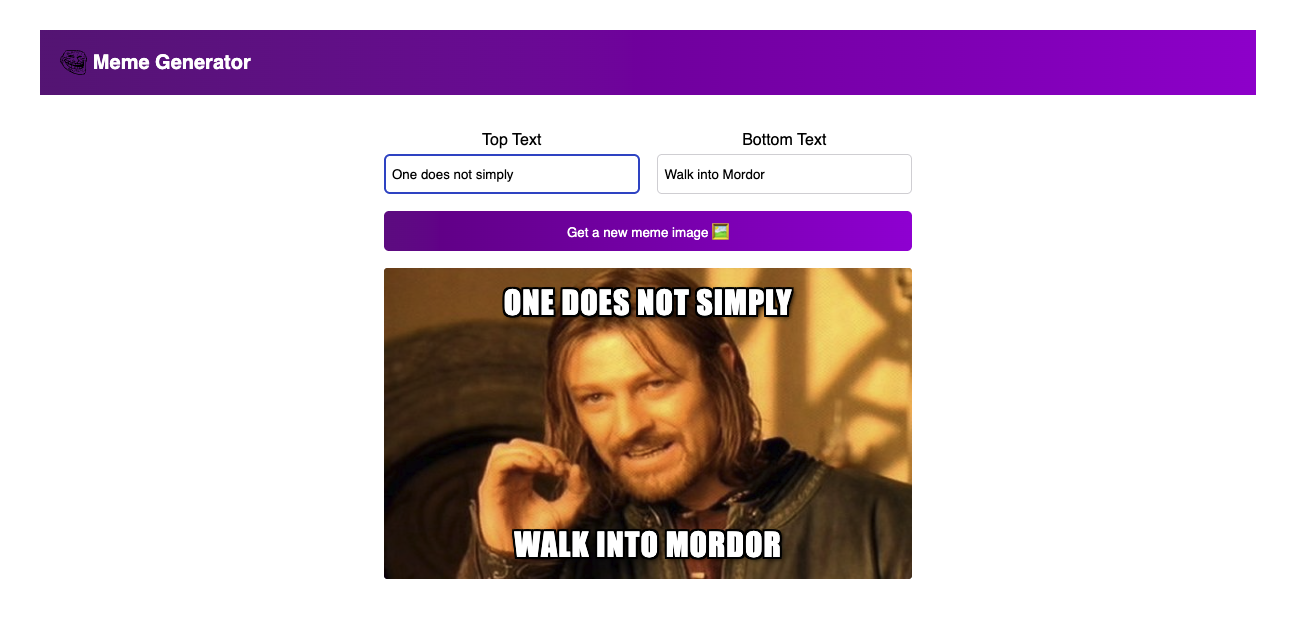 Meme Generator
Top Text
Bottom Text
One does not simply
Walk into Mordor
Get a new meme image
ONE DOES NOT SIMPLY
WALK INTO MORDOR